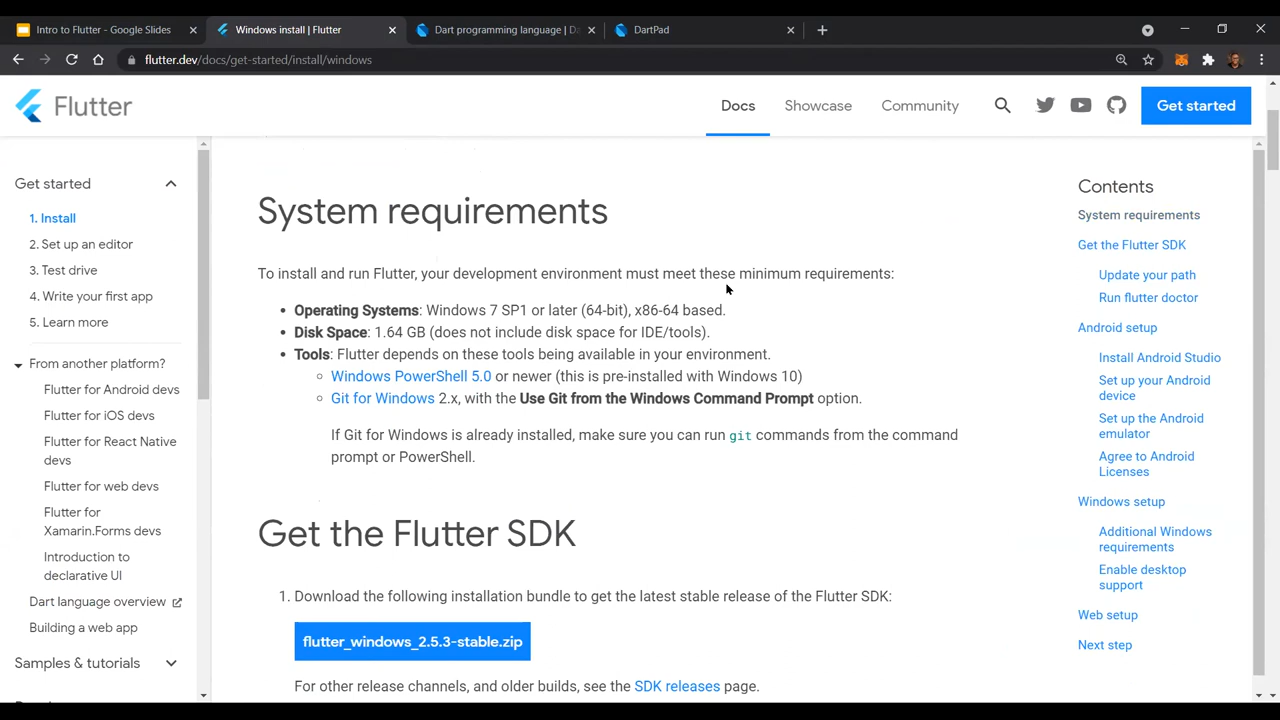 Intro to Flutter - Google Slides
Windows install | Flutter
Dart programming language | Da
DartPad
flutter.dev/docs/get-started/install/windows
Flutter
Docs
Showcase
Community
Get started
Get started
1. Install
2. Set up an editor
3. Test drive
4. Write your first app
5. Learn more
From another platform?
Flutter for Android devs
Flutter for iOS devs
Flutter for React Native
devs
Flutter for web devs
Flutter for
Xamarin.Forms devs
Introduction to
declarative UI
Dart language overview
Building a web app
Samples & tutorials
System requirements
To install and run Flutter, your development environment must meet these minimum requirements:
• Operating Systems: Windows 7 SP1 or later (64-bit), x86-64 based.
• Disk Space: 1.64 GB (does not include disk space for IDE/tools).
• Tools: Flutter depends on these tools being available in your environment.
◦ Windows PowerShell 5.0 or newer (this is pre-installed with Windows 10)
◦ Git for Windows 2.x, with the Use Git from the Windows Command Prompt option.
If Git for Windows is already installed, make sure you can run git commands from the command
prompt or PowerShell.
Get the Flutter SDK
1. Download the following installation bundle to get the latest stable release of the Flutter SDK:
flutter_windows_2.5.3-stable.zip
For other release channels, and older builds, see the SDK releases page.
Contents
System requirements
Get the Flutter SDK
Update your path
Run flutter doctor
Android setup
Install Android Studio
Set up your Android
device
Set up the Android
emulator
Agree to Android
Licenses
Windows setup
Additional Windows
requirements
Enable desktop
support
Web setup
Next step